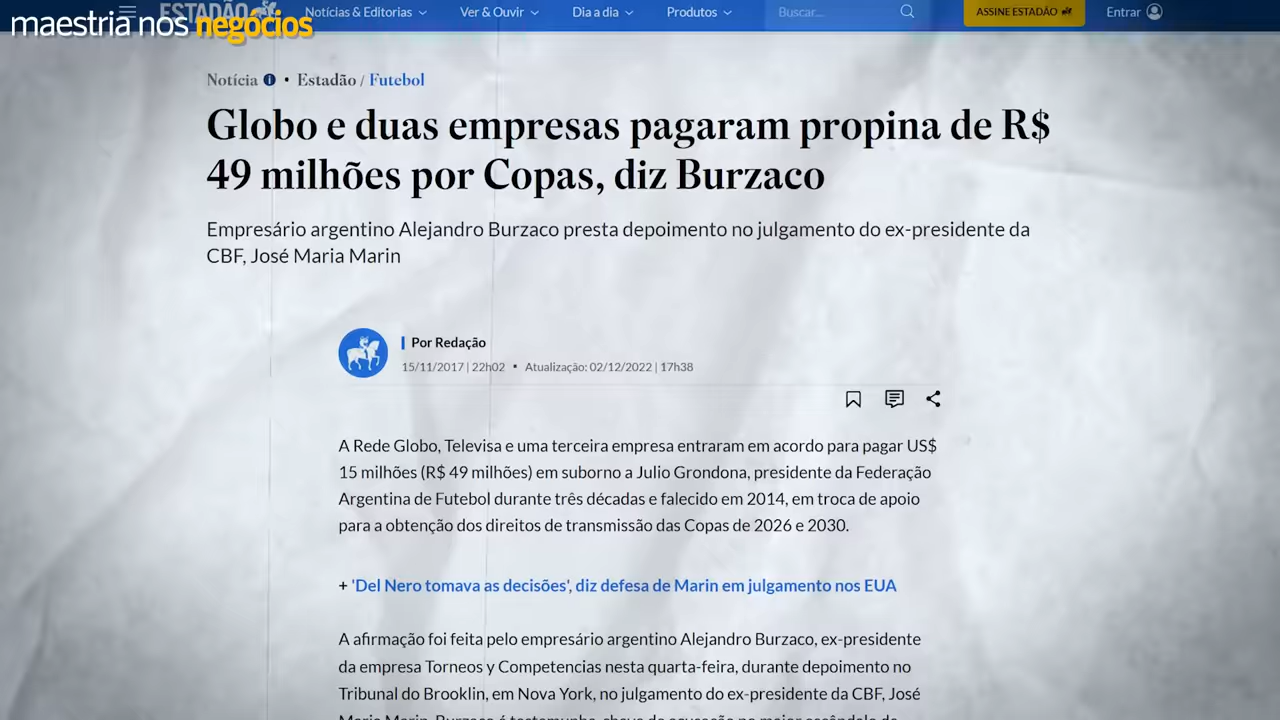 maestria nos negócios
ESTADÃO
Notícias & Editorias
Ver & Ouvir
Dia a dia
Produtos
Buscar...
ASSINE ESTADÃO
Entrar
Notícia • Estadão / Futebol
Globo e duas empresas pagaram propina de R$
49 milhões por Copas, diz Burzaco
Empresário argentino Alejandro Burzaco presta depoimento no julgamento do ex-presidente da
CBF, José Maria Marin
Por Redação
15/11/2017 | 22h02 • Atualização: 02/12/2022 | 17h38
A Rede Globo, Televisa e uma terceira empresa entraram em acordo para pagar US$
15 milhões (R$ 49 milhões) em suborno a Julio Grondona, presidente da Federação
Argentina de Futebol durante três décadas e falecido em 2014, em troca de apoio
para a obtenção dos direitos de transmissão das Copas de 2026 e 2030.
+ 'Del Nero tomava as decisões', diz defesa de Marin em julgamento nos EUA
A afirmação foi feita pelo empresário argentino Alejandro Burzaco, ex-presidente
da empresa Torneos y Competencias nesta quarta-feira, durante depoimento no
Tribunal do Brooklin, em Nova York, no julgamento do ex-presidente da CBF, José